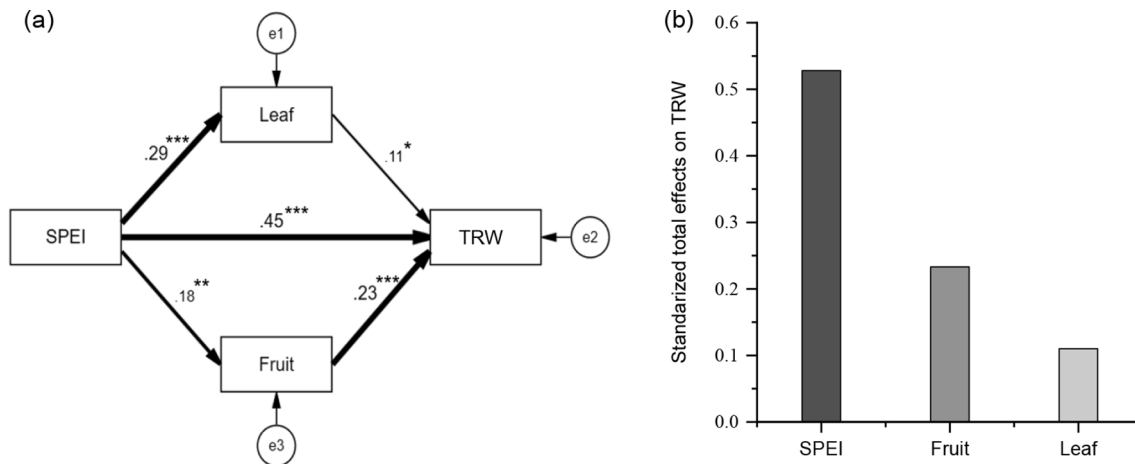 (a)
e1
Leaf
.29***
.11*
SPEI
.45***
TRW
e2
.18**
.23***
Fruit
e3
(b)
Standarized total effects on TRW
0.6
0.5
0.4
0.3
0.2
0.1
0.0
SPEI
Fruit
Leaf